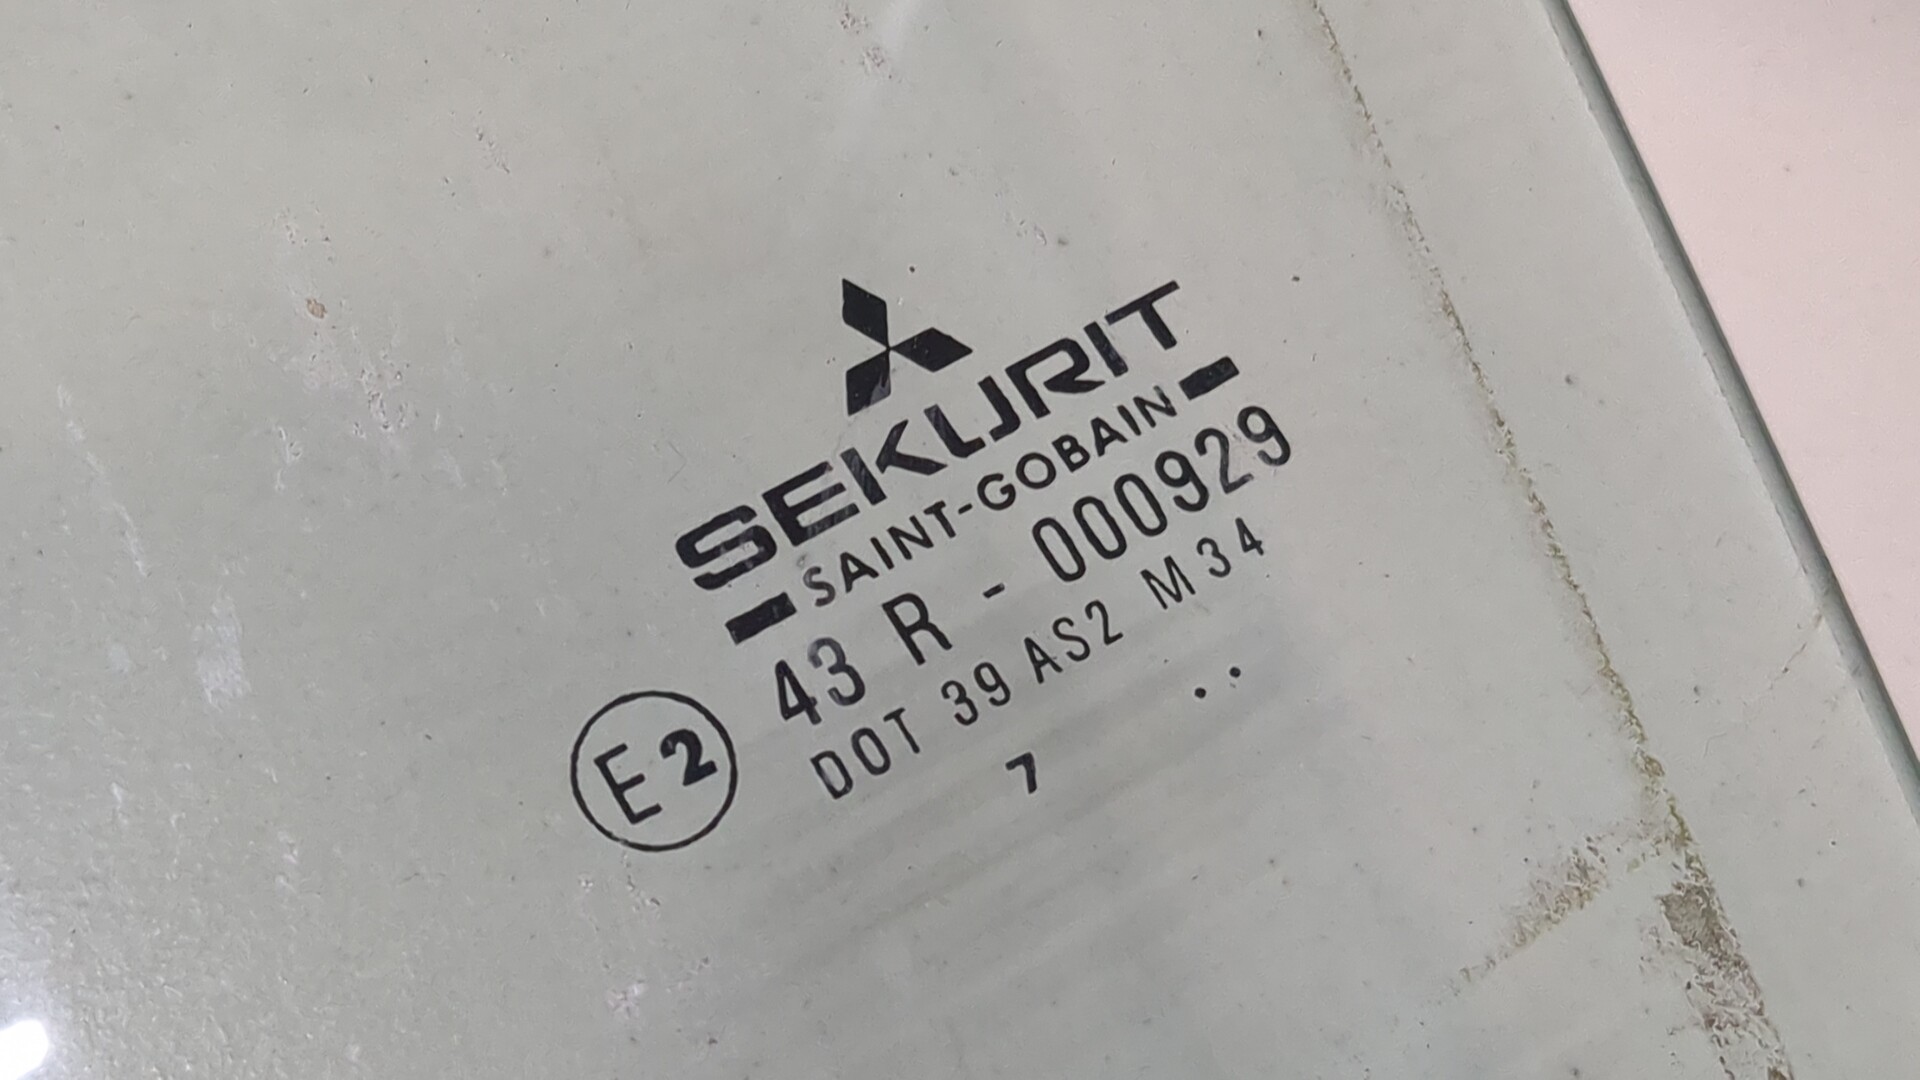 SEKURIT
SAINT-GOBAIN
43 R - 000929
E2
DOT 39 AS2 M34
7 ..